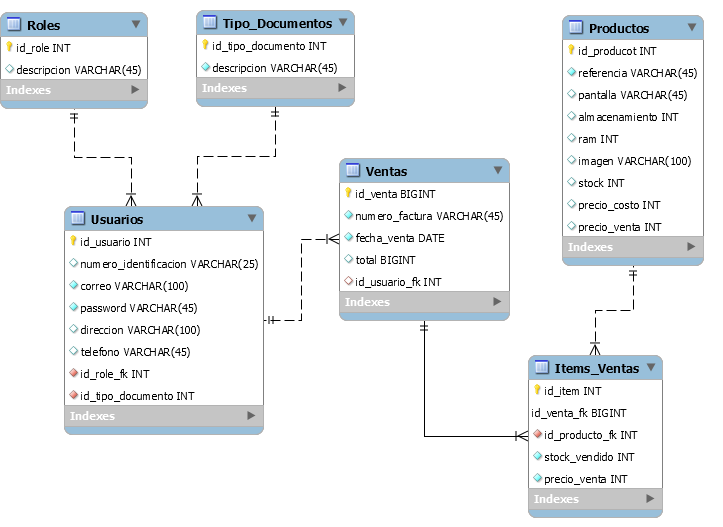 Roles
id_role INT
descripcion VARCHAR(45)
Indexes
Tipo_Documentos
id_tipo_documento INT
descripcion VARCHAR(45)
Indexes
Productos
id_producot INT
referencia VARCHAR(45)
pantalla VARCHAR(45)
almacenamiento INT
ram INT
imagen VARCHAR(100)
stock INT
precio_costo INT
precio_venta INT
Indexes
Usuarios
id_usuario INT
numero_identificacion VARCHAR(25)
correo VARCHAR(100)
password VARCHAR(45)
direccion VARCHAR(100)
telefono VARCHAR(45)
id_role_fk INT
id_tipo_documento INT
Indexes
Ventas
id_venta BIGINT
numero_factura VARCHAR(45)
fecha_venta DATE
total BIGINT
id_usuario_fk INT
Indexes
Items_Ventas
id_item INT
id_venta_fk BIGINT
id_producto_fk INT
stock_vendido INT
precio_venta INT
Indexes